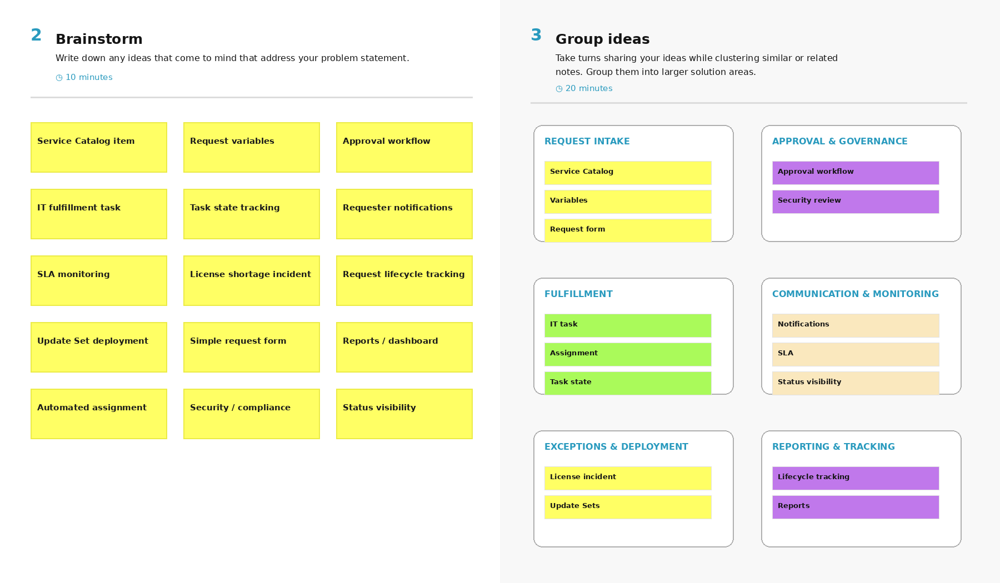 2
Brainstorm
Write down any ideas that come to mind that address your problem statement.
◷ 10 minutes
Service Catalog item
Request variables
Approval workflow
IT fulfillment task
Task state tracking
Requester notifications
SLA monitoring
License shortage incident
Request lifecycle tracking
Update Set deployment
Simple request form
Reports / dashboard
Automated assignment
Security / compliance
Status visibility
3
Group ideas
Take turns sharing your ideas while clustering similar or related
notes. Group them into larger solution areas.
◷ 20 minutes
REQUEST INTAKE
Service Catalog
Variables
Request form
APPROVAL & GOVERNANCE
Approval workflow
Security review
FULFILLMENT
IT task
Assignment
Task state
COMMUNICATION & MONITORING
Notifications
SLA
Status visibility
EXCEPTIONS & DEPLOYMENT
License incident
Update Sets
REPORTING & TRACKING
Lifecycle tracking
Reports